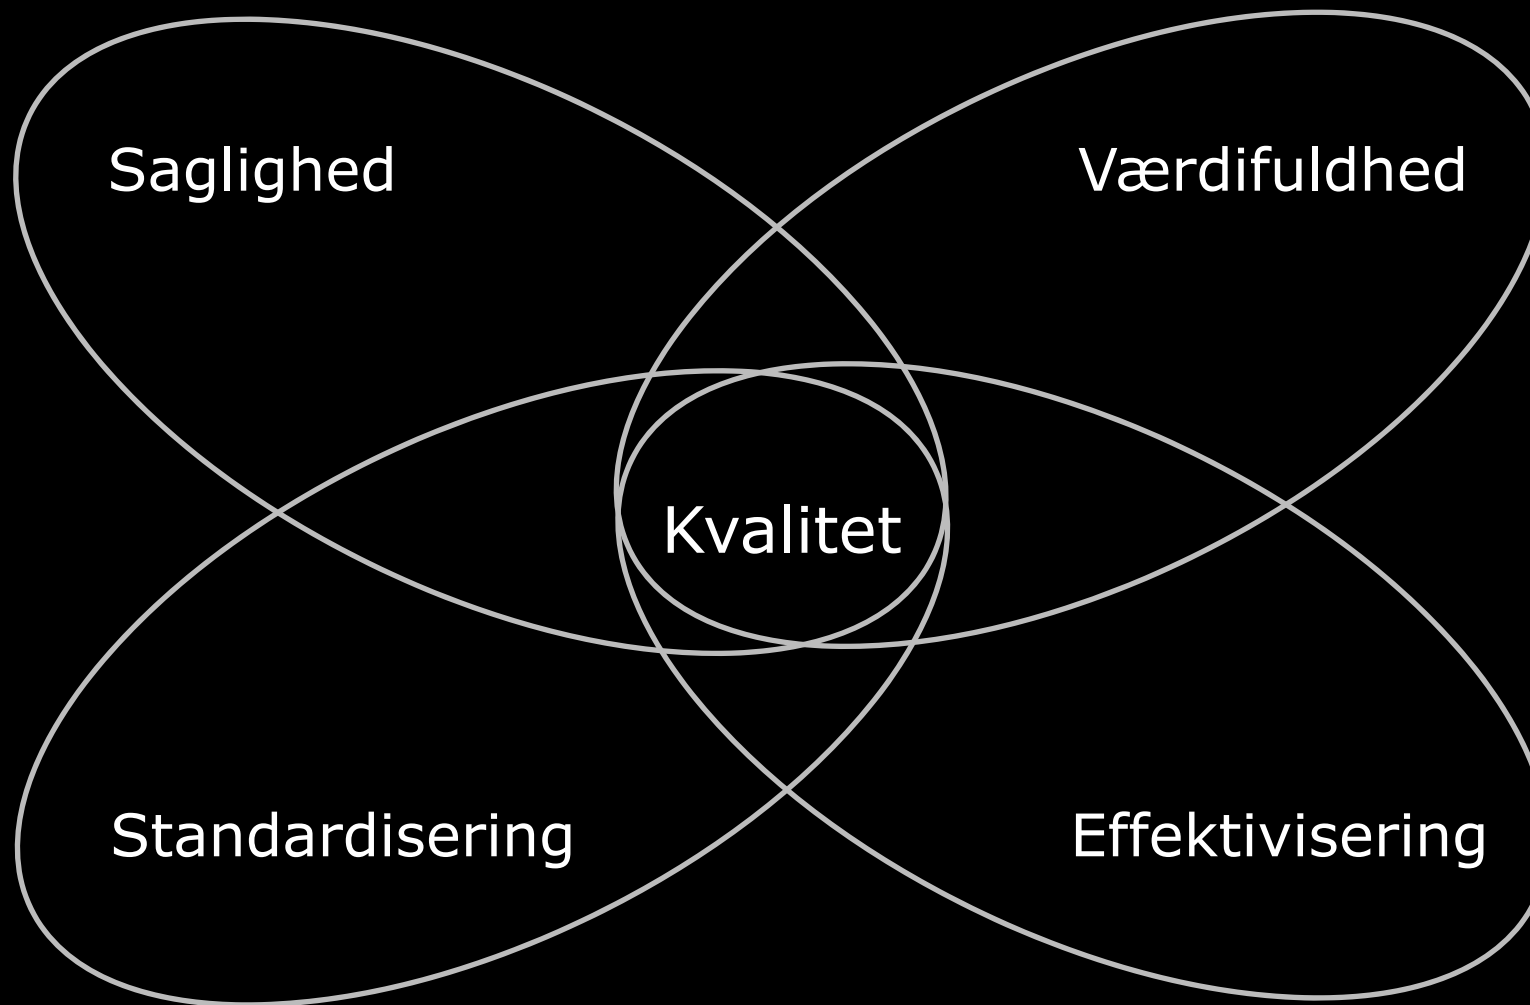 Saglighed
Værdifuldhed
Kvalitet
Standardisering
Effektivisering